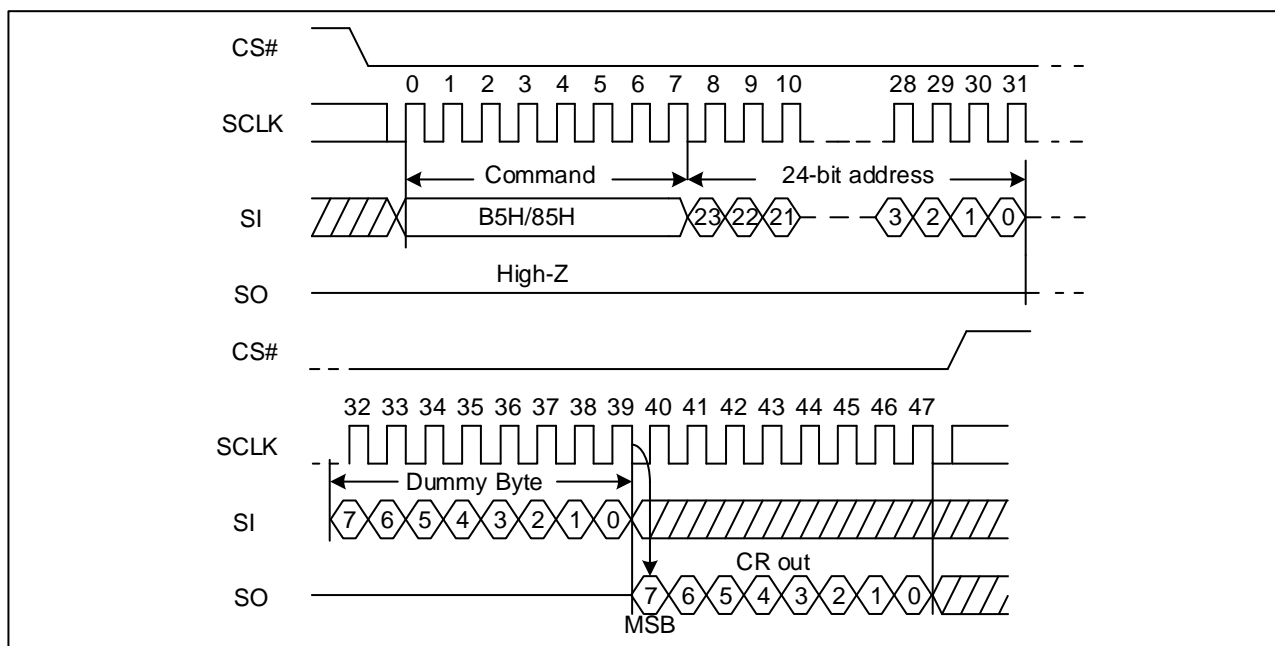 CS#
0 1 2 3 4 5 6 7 8 9 10 28 29 30 31
SCLK
Command 24-bit address
SI B5H/85H 23 22 21 3 2 1 0
High-Z
SO
CS#
32 33 34 35 36 37 38 39 40 41 42 43 44 45 46 47
SCLK
Dummy Byte
SI 7 6 5 4 3 2 1 0
CR out
SO 7 6 5 4 3 2 1 0
MSB